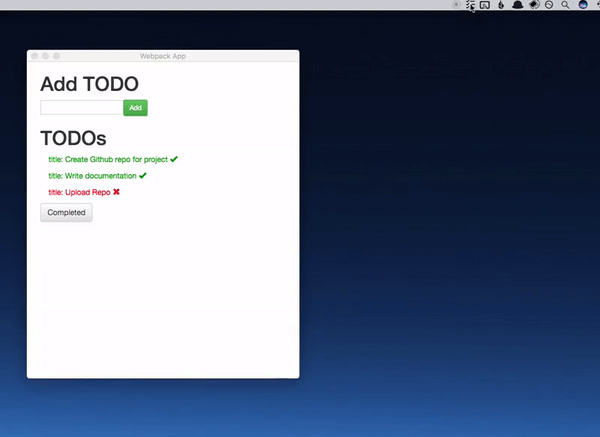 Webpack App
Add TODO
Add
TODOs
title: Create Github repo for project
title: Write documentation
title: Upload Repo
Completed